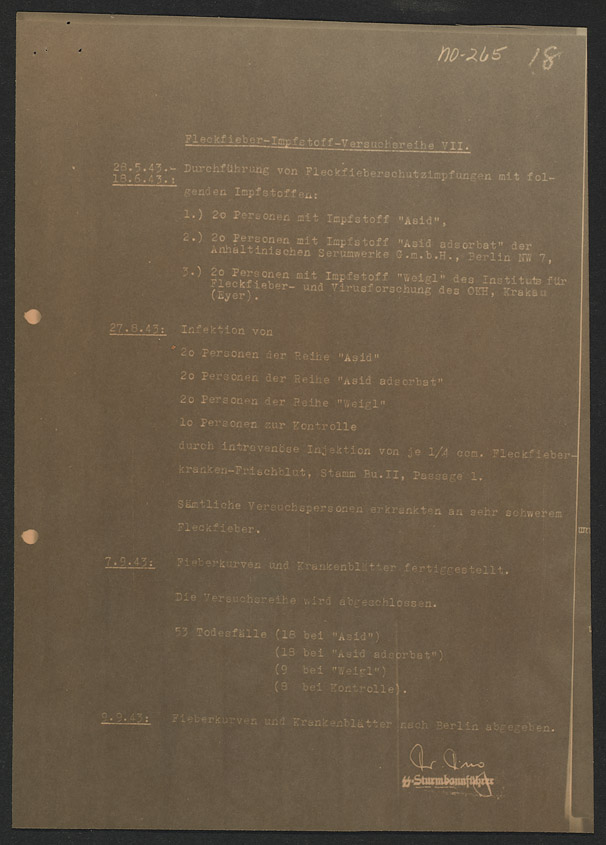 NO-265 18
Fleckfieber-Impfstoff-Versuchsreihe VII.
28.5.43.- Durchführung von Fleckfieberschutzimpfungen mit fol-
18.6.43.:
genden Impfstoffen:
1.) 2o Personen mit Impfstoff "Asid",
2.) 2o Personen mit Impfstoff "Asid adsorbat" der
Anhaltinischen Serumwerke G.m.b.H., Berlin NW 7,
3.) 2o Personen mit Impfstoff "Weigl" des Instituts für
Fleckfieber- und Virusforschung des OKH, Krakau
(Eyer).
27.8.43: Infektion von
2o Personen der Reihe "Asid"
2o Personen der Reihe "Asid adsorbat"
2o Personen der Reihe "Weigl"
1o Personen zur Kontrolle
durch intravenöse Injektion von je 1/4 ccm. Fleckfieber-
kranken-Frischblut, Stamm Bu.II, Passage 1.
Sämtliche Versuchspersonen erkrankten an sehr schwerem
Fleckfieber.
7.9.43: Fieberkurven und Krankenblätter fertiggestellt.
Die Versuchsreihe wird abgeschlossen.
53 Todesfälle (18 bei "Asid")
(18 bei "Asid adsorbat")
(9 bei "Weigl")
(8 bei Kontrolle).
9.9.43: Fieberkurven und Krankenblätter nach Berlin abgegeben.
Dr. Ding
SS-Sturmbannführer